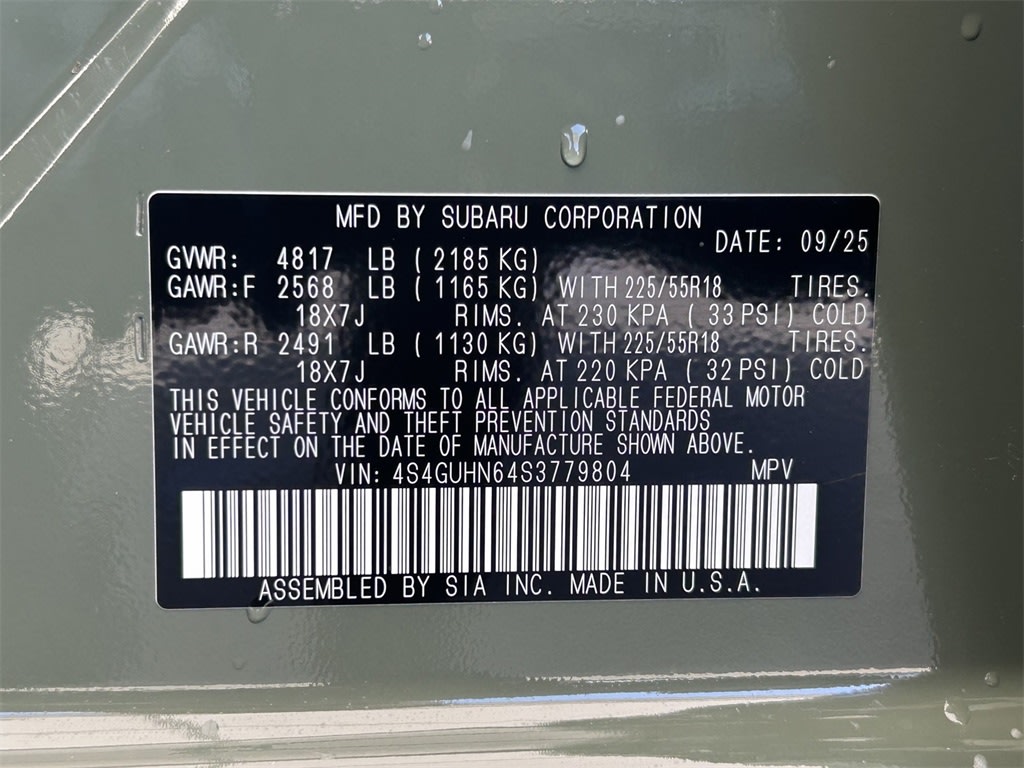 MFD BY SUBARU CORPORATION
DATE: 09/25
GVWR: 4817 LB ( 2185 KG)
GAWR:F 2568 LB ( 1165 KG) WITH 225/55R18 TIRES.
18X7J RIMS. AT 230 KPA ( 33 PSI) COLD
GAWR:R 2491 LB ( 1130 KG) WITH 225/55R18 TIRES.
18X7J RIMS. AT 220 KPA ( 32 PSI) COLD
THIS VEHICLE CONFORMS TO ALL APPLICABLE FEDERAL MOTOR
VEHICLE SAFETY AND THEFT PREVENTION STANDARDS
IN EFFECT ON THE DATE OF MANUFACTURE SHOWN ABOVE.
VIN: 4S4GUHN64S3779804 MPV
ASSEMBLED BY SIA INC. MADE IN U.S.A.